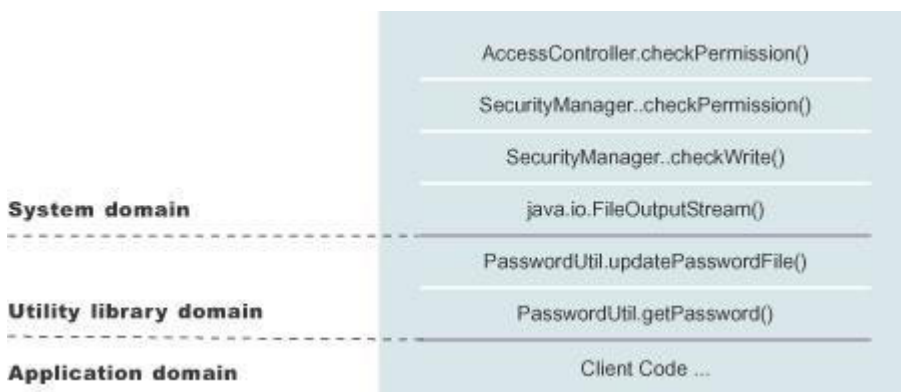 AccessController.checkPermission()
SecurityManager..checkPermission()
SecurityManager..checkWrite()
System domain
java.io.FileOutputStream()
PasswordUtil.updatePasswordFile()
Utility library domain
PasswordUtil.getPassword()
Application domain
Client Code ...